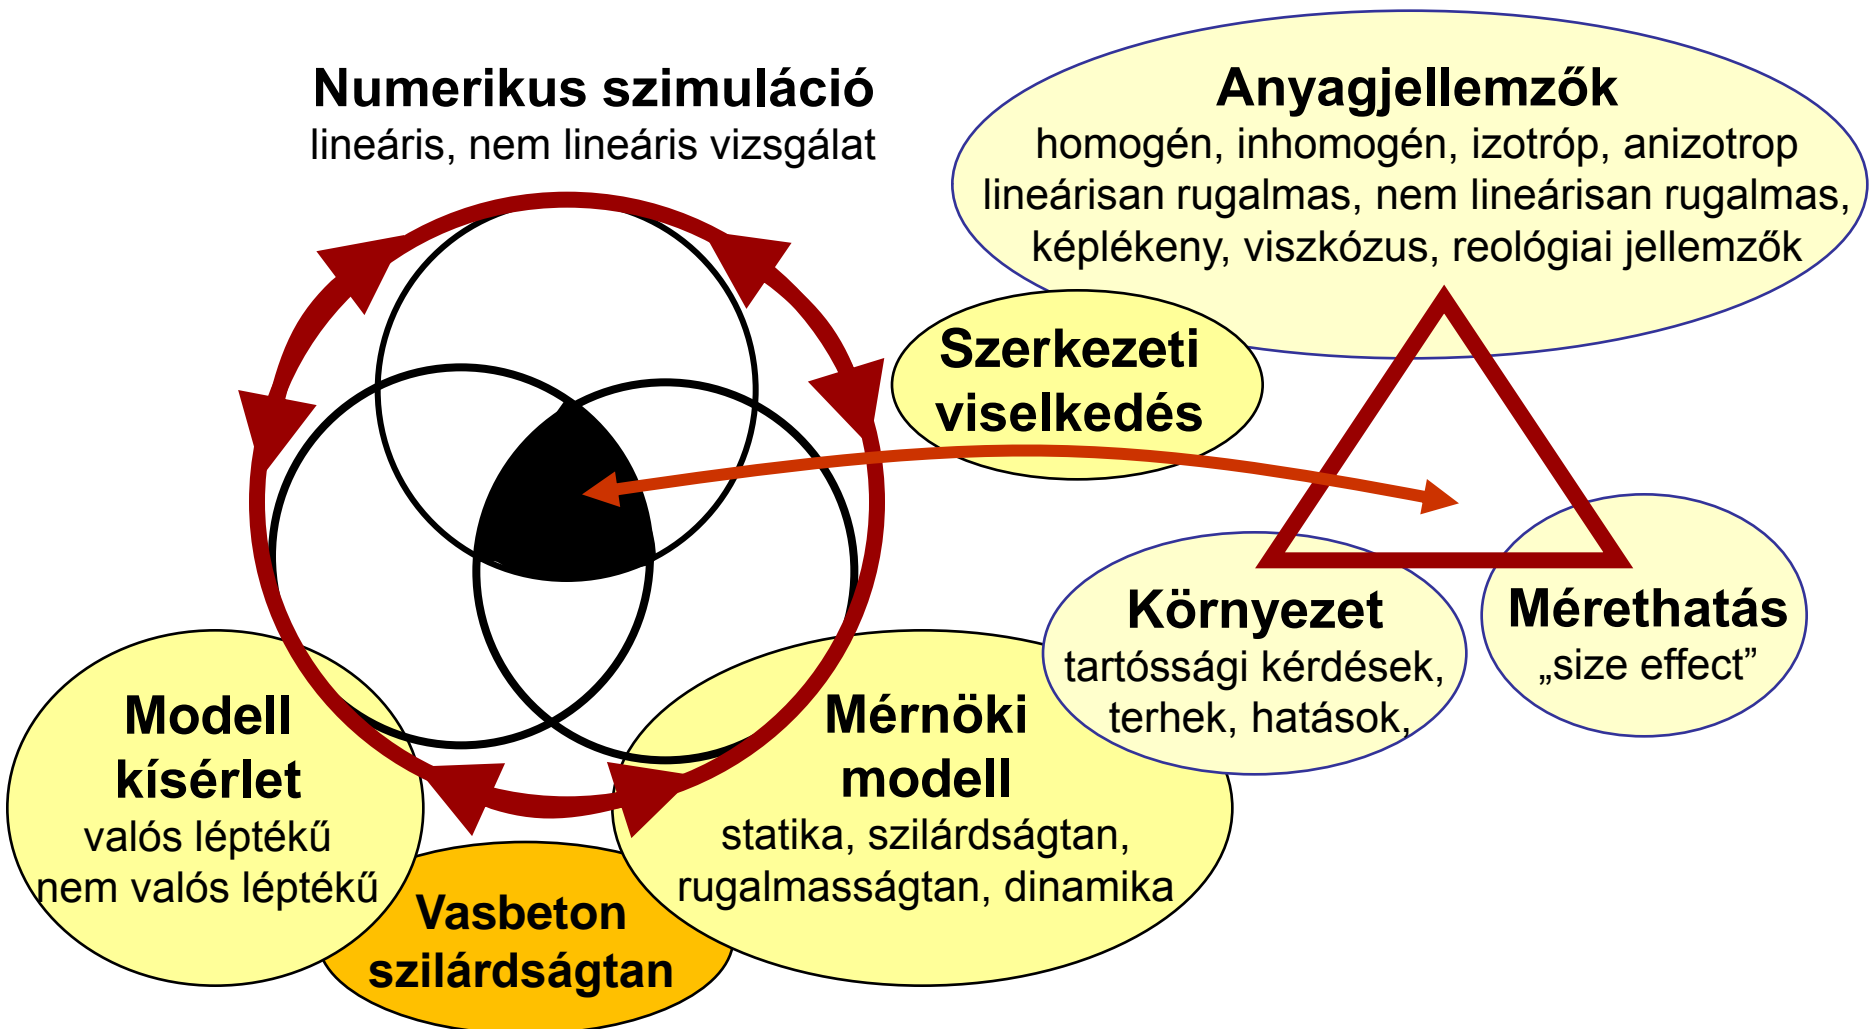 Numerikus szimuláció
lineáris, nem lineáris vizsgálat
Anyagjellemzők
homogén, inhomogén, izotróp, anizotrop
lineárisan rugalmas, nem lineárisan rugalmas,
képlékeny, viszkózus, reológiai jellemzők
Szerkezeti
viselkedés
Környezet
tartóssági kérdések,
terhek, hatások,
Mérethatás
„size effect”
Modell
kísérlet
valós léptékű
nem valós léptékű
Mérnöki
modell
statika, szilárdságtan,
rugalmasságtan, dinamika
Vasbeton
szilárdságtan